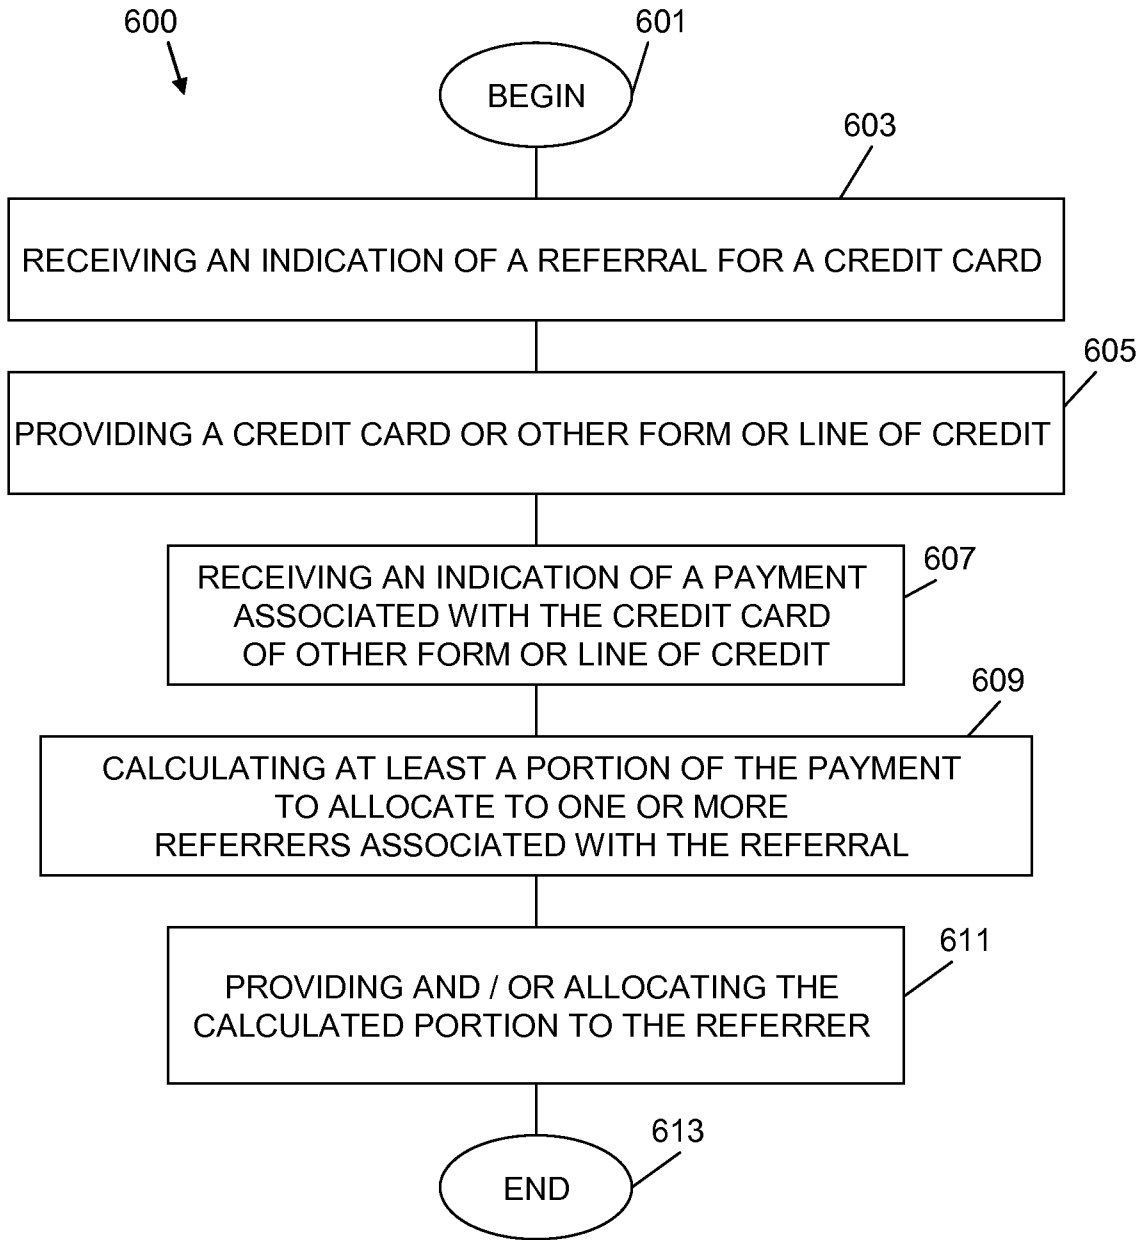 600
601
BEGIN
603
RECEIVING AN INDICATION OF A REFERRAL FOR A CREDIT CARD
605
PROVIDING A CREDIT CARD OR OTHER FORM OR LINE OF CREDIT
607
RECEIVING AN INDICATION OF A PAYMENT
ASSOCIATED WITH THE CREDIT CARD
OF OTHER FORM OR LINE OF CREDIT
609
CALCULATING AT LEAST A PORTION OF THE PAYMENT
TO ALLOCATE TO ONE OR MORE
REFERRERS ASSOCIATED WITH THE REFERRAL
611
PROVIDING AND / OR ALLOCATING THE
CALCULATED PORTION TO THE REFERRER
613
END